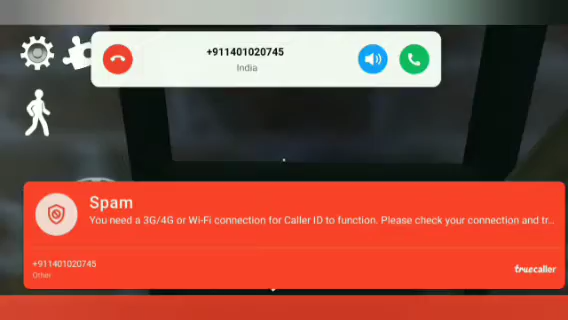 +911401020745
India
Spam
You need a 3G/4G or Wi-Fi connection for Caller ID to function. Please check your connection and tr...
+911401020745
Other
truecaller